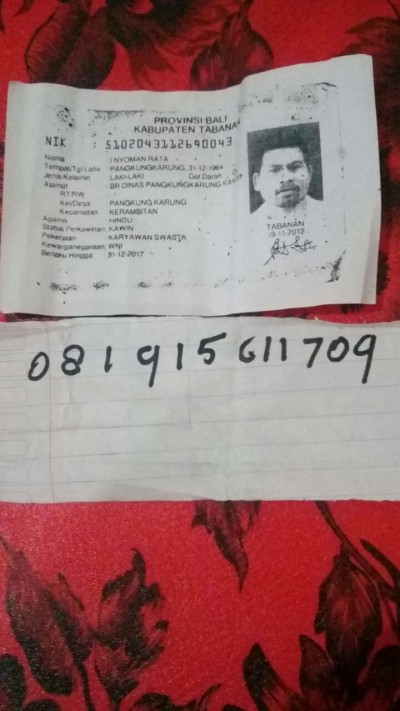 PROVINSI BALI
KABUPATEN TABANAN
NIK : 5102043112640043
Nama : I NYOMAN RATA
Tempat/Tgl Lahir : PANGKUNGKARUNG, 31-12-1964
Jenis Kelamin : LAKI-LAKI Gol Darah :
Alamat : BR DINAS PANGKUNGKARUNG
RT/RW
Kel/Desa : PANGKUNG KARUNG
Kecamatan : KERAMBITAN
Agama : HINDU
Status Perkawinan : KAWIN
Pekerjaan : KARYAWAN SWASTA
Kewarganegaraan : WNI
Berlaku Hingga : 31-12-2017
TABANAN
19-11-2012
081915611709